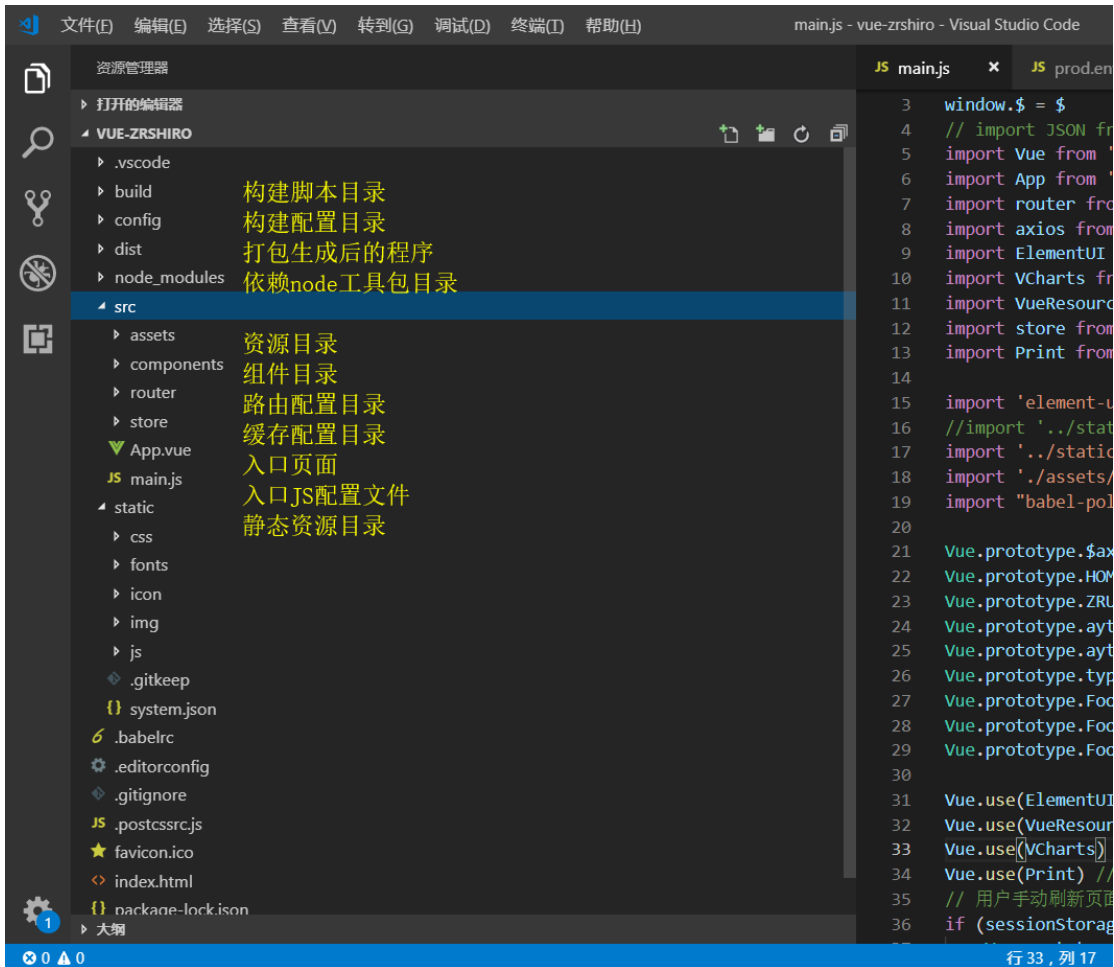 文件(F) 编辑(E) 选择(S) 查看(V) 转到(G) 调试(D) 终端(T) 帮助(H) main.js - vue-zrshiro - Visual Studio Code
资源管理器
打开的编辑器
VUE-ZRSHIRO
.vscode
build 构建脚本目录
config 构建配置目录
dist 打包生成后的程序
node_modules 依赖node工具包目录
src
assets 资源目录
components 组件目录
router 路由配置目录
store 缓存配置目录
App.vue 入口页面
main.js 入口JS配置文件
static 静态资源目录
css
fonts
icon
img
js
.gitkeep
{} system.json
.babelrc
.editorconfig
.gitignore
JS .postcssrc.js
favicon.ico
<> index.html
{} package-lock.json
大纲
1
0 0
JS main.js × JS prod.en
3 window.$ = $
4 // import JSON fr
5 import Vue from '
6 import App from '
7 import router fro
8 import axios from
9 import ElementUI
10 import VCharts fr
11 import VueResourc
12 import store from
13 import Print from
14
15 import 'element-u
16 //import '../stat
17 import '../static
18 import './assets/
19 import "babel-pol
20
21 Vue.prototype.$ax
22 Vue.prototype.HOM
23 Vue.prototype.ZRU
24 Vue.prototype.ayt
25 Vue.prototype.ayt
26 Vue.prototype.typ
27 Vue.prototype.Foo
28 Vue.prototype.Foo
29 Vue.prototype.Foo
30
31 Vue.use(ElementUI
32 Vue.use(VueResour
33 Vue.use(VCharts)
34 Vue.use(Print) //
35 // 用户手动刷新页面
36 if (sessionStorag
行 33，列 17